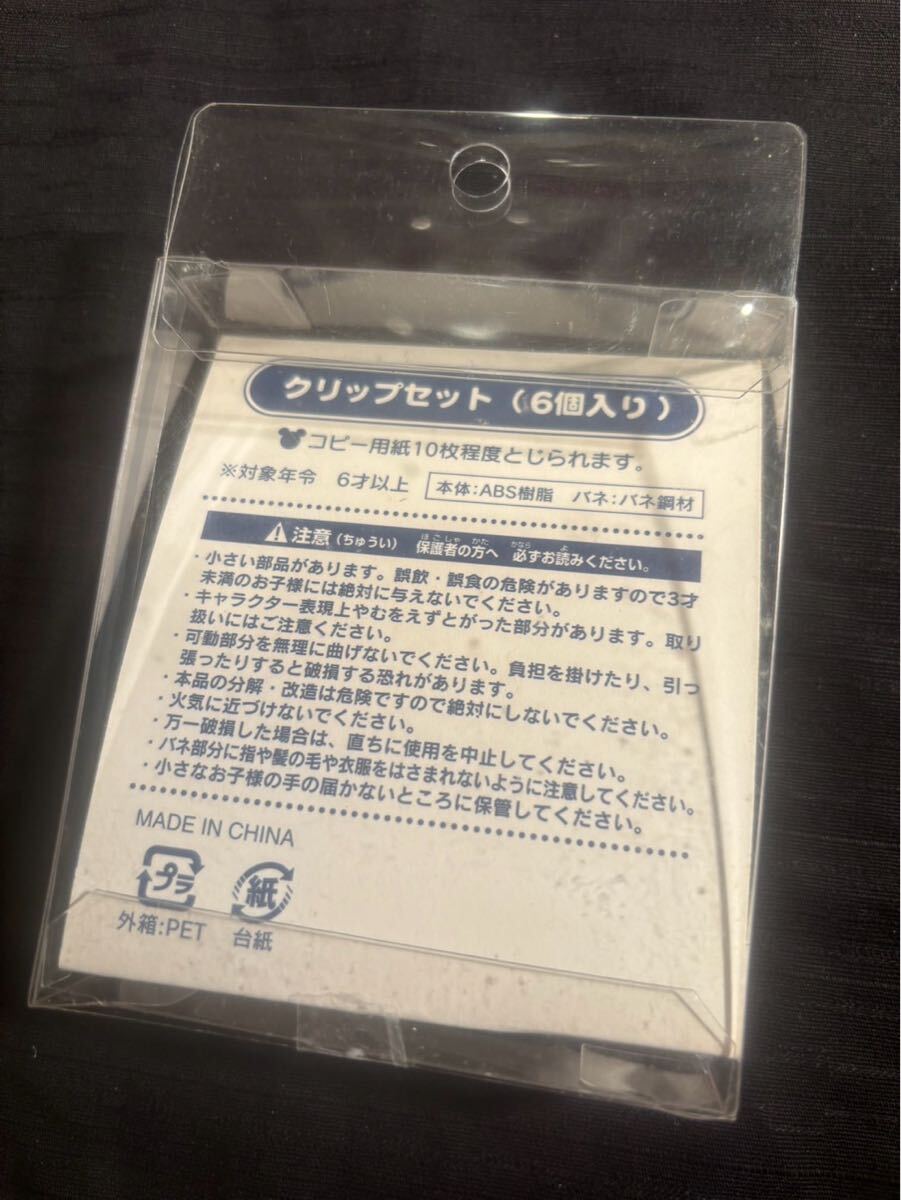 クリップセット（6個入り）
コピー用紙10枚程度とじられます。
※対象年令 6才以上 本体:ABS樹脂 バネ:バネ鋼材
注意（ちゅうい） 保護者の方へ 必ずお読みください。
・小さい部品があります。誤飲・誤食の危険がありますので3才
未満のお子様には絶対に与えないでください。
・キャラクター表現上やむをえずとがった部分があります。取り
扱いにはご注意ください。
・可動部分を無理に曲げないでください。負担を掛けたり、引っ
張ったりすると破損する恐れがあります。
・本品の分解・改造は危険ですので絶対にしないでください。
・火気に近づけないでください。
・万一破損した場合は、直ちに使用を中止してください。
・バネ部分に指や髪の毛や衣服をはさまれないように注意してください。
・小さなお子様の手の届かないところに保管してください。
MADE IN CHINA
プラ 紙
外箱:PET 台紙